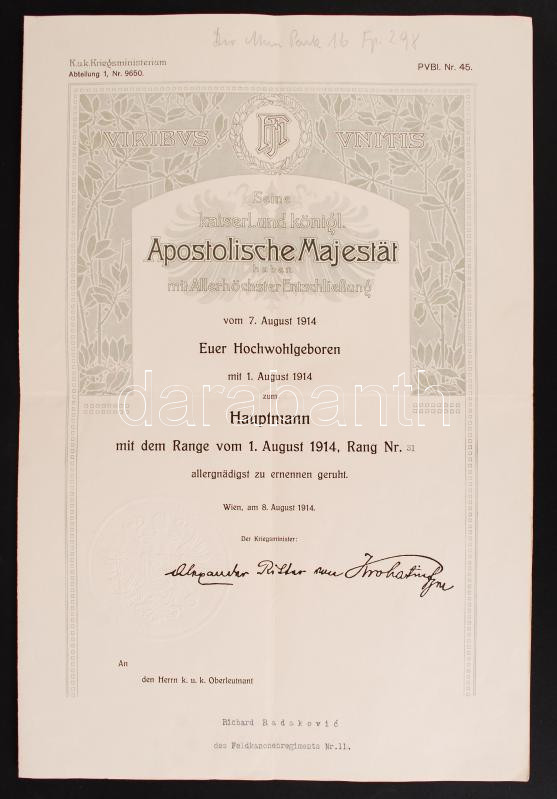 K.u.k.Kriegsministerium
Abteilung 1, Nr. 9650.
PVBl. Nr. 45.
VIRIBVS VNITIS
Seine
kaiserl. und königl.
Apostolische Majestät
haben
mit Allerhöchster Entschließung
vom 7. August 1914
Euer Hochwohlgeboren
mit 1. August 1914
zum
darabanth
Hauptmann
mit dem Range vom 1. August 1914, Rang Nr. 31
allergnädigst zu ernennen geruht.
Wien, am 8. August 1914.
Der Kriegsminister:
Alexander Ritter von Krobatin
An
den Herrn k. u. k. Oberleutnant
Richard Radaković
des Feldkanonenregiments Nr.11.